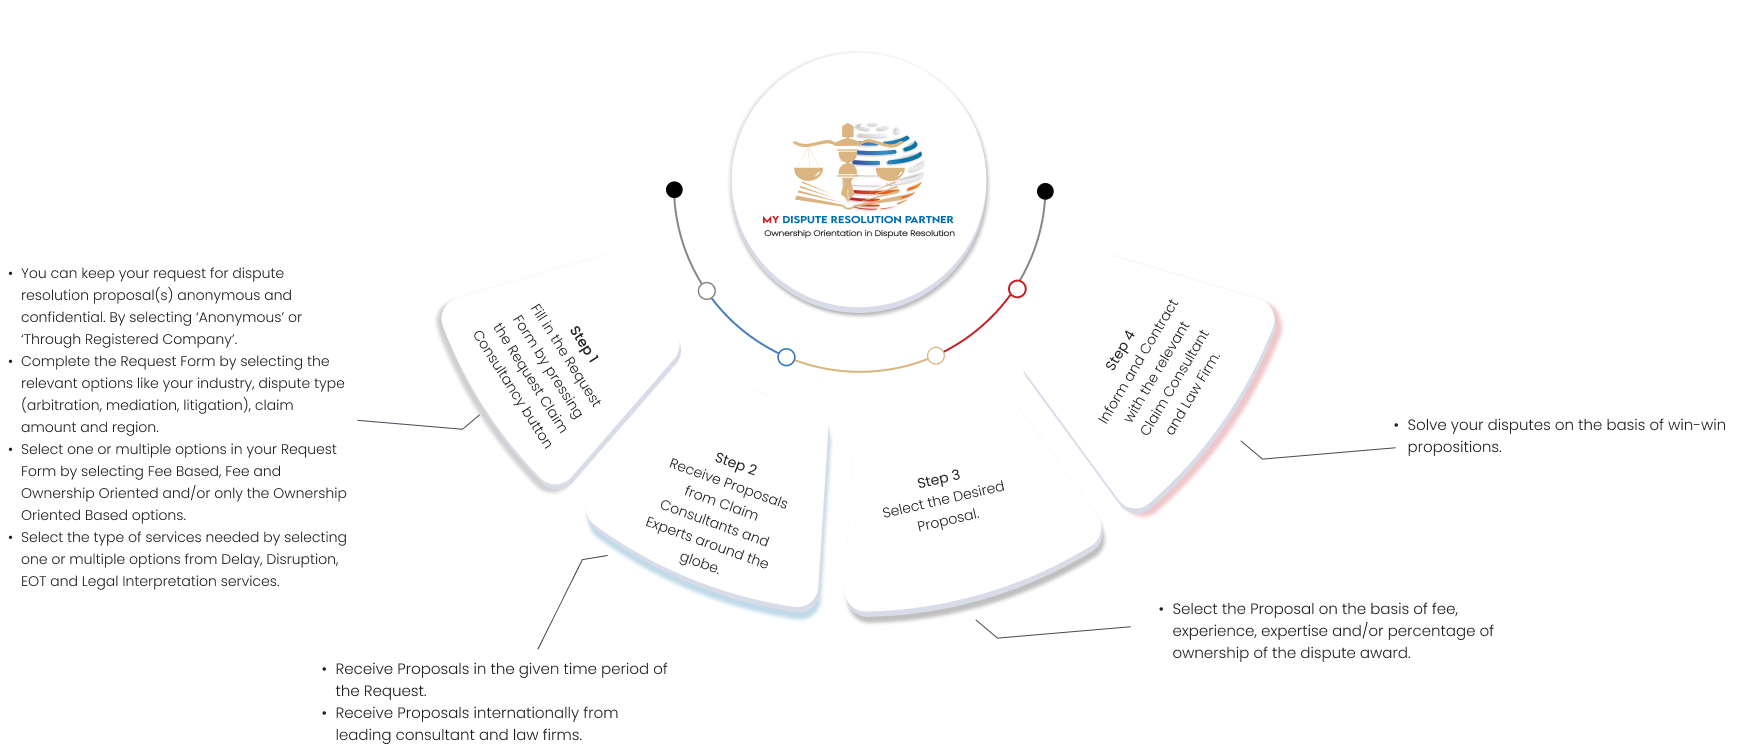 MY DISPUTE RESOLUTION PARTNER
Ownership Orientation in Dispute Resolution
Step 1
Fill in the Request
Form by pressing
the Request Claim
Consultancy button
• You can keep your request for dispute
resolution proposal(s) anonymous and
confidential. By selecting ‘Anonymous’ or
‘Through Registered Company’.
• Complete the Request Form by selecting the
relevant options like your industry, dispute type
(arbitration, mediation, litigation), claim
amount and region.
• Select one or multiple options in your Request
Form by selecting Fee Based, Fee and
Ownership Oriented and/or only the Ownership
Oriented Based options.
• Select the type of services needed by selecting
one or multiple options from Delay, Disruption,
EOT and Legal Interpretation services.
Step 2
Receive Proposals
from Claim
Consultants and
Experts around the
globe.
• Receive Proposals in the given time period of
the Request.
• Receive Proposals internationally from
leading consultant and law firms.
Step 3
Select the Desired
Proposal.
• Select the Proposal on the basis of fee,
experience, expertise and/or percentage of
ownership of the dispute award.
Step 4
Inform and Contract
with the relevant
Claim Consultant
and Law Firm.
• Solve your disputes on the basis of win-win
propositions.